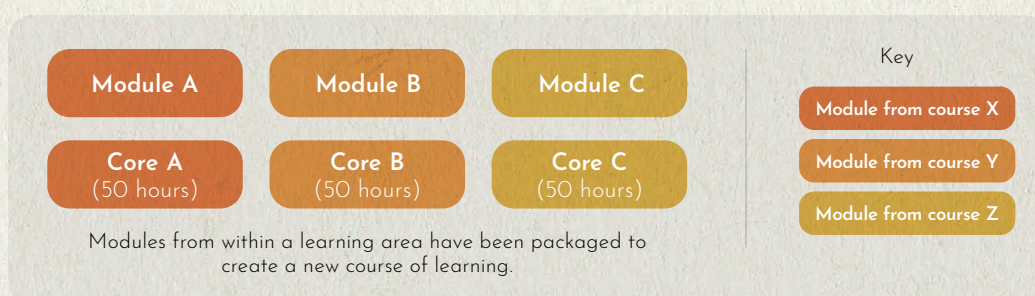 Module A
Module B
Module C
Core A
(50 hours)
Core B
(50 hours)
Core C
(50 hours)
Modules from within a learning area have been packaged to
create a new course of learning.
Key
Module from course X
Module from course Y
Module from course Z